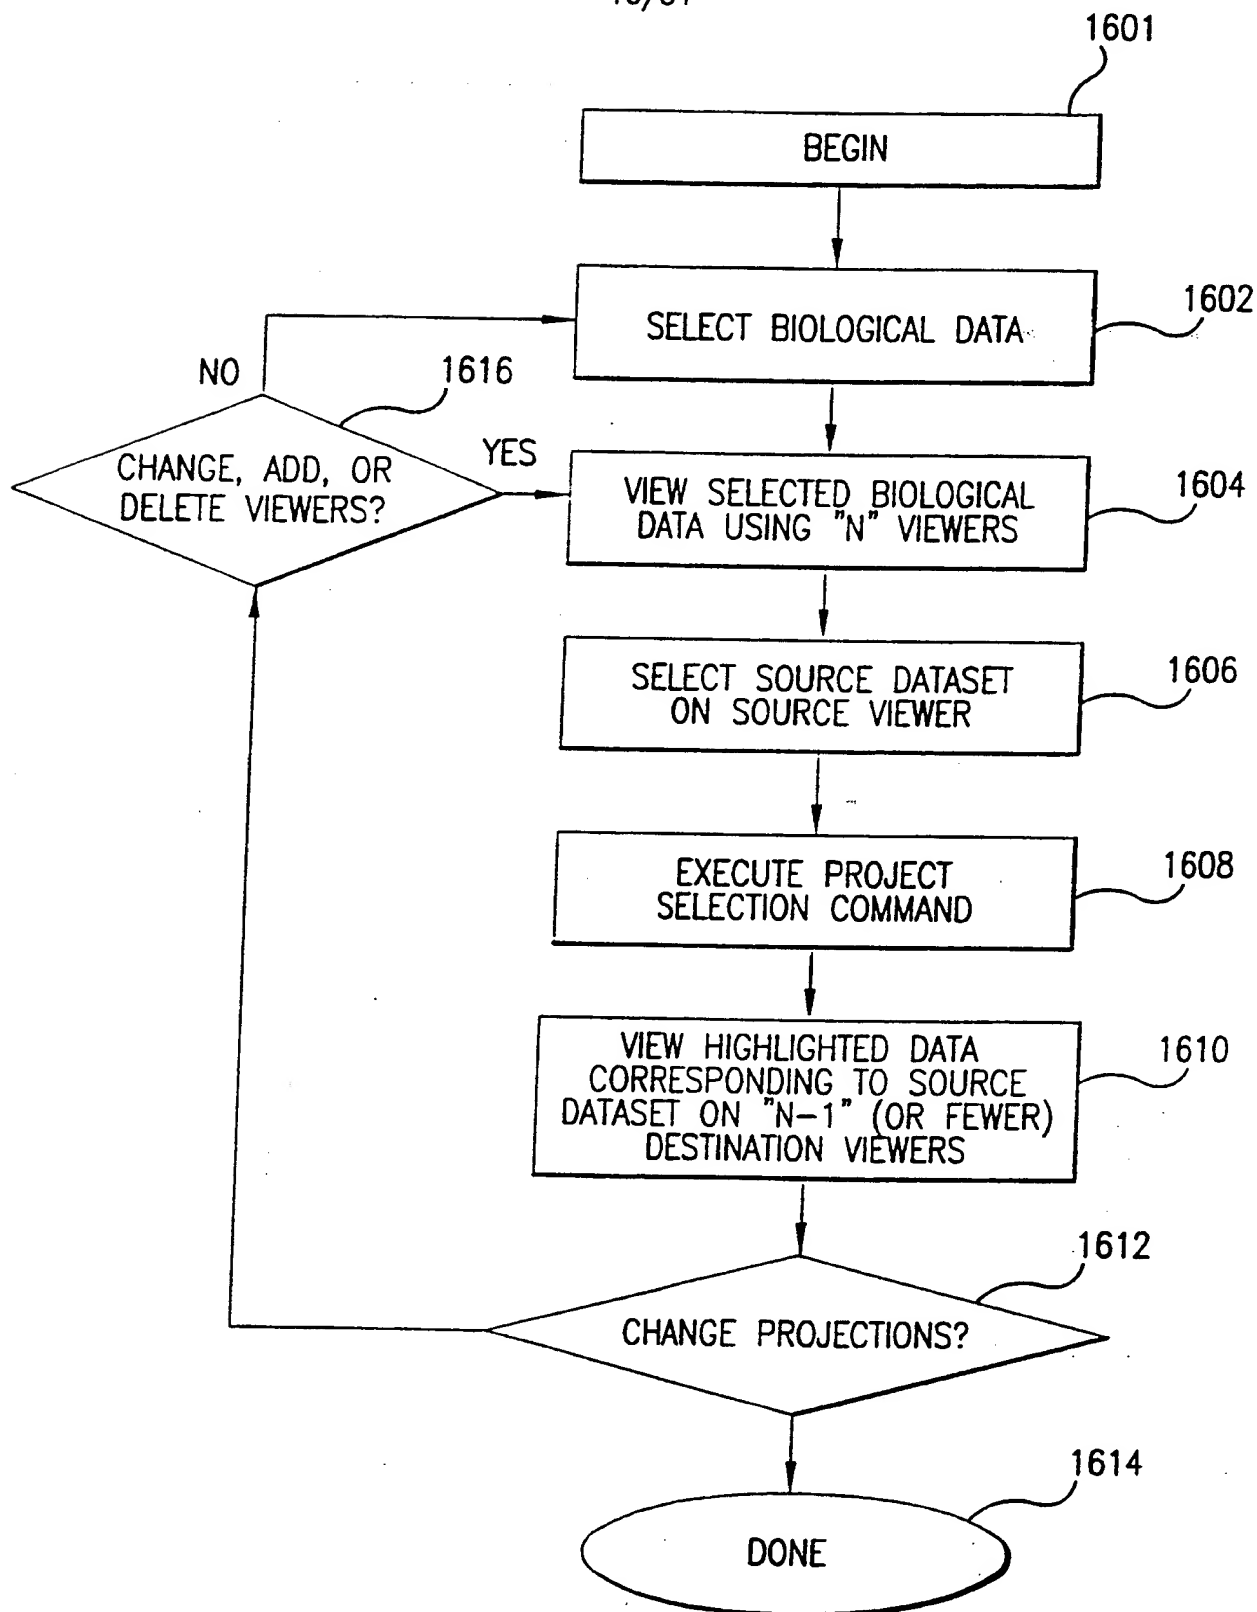 1601
BEGIN
1602
SELECT BIOLOGICAL DATA
NO
1616
YES
CHANGE, ADD, OR
DELETE VIEWERS?
1604
VIEW SELECTED BIOLOGICAL
DATA USING "N" VIEWERS
1606
SELECT SOURCE DATASET
ON SOURCE VIEWER
1608
EXECUTE PROJECT
SELECTION COMMAND
1610
VIEW HIGHLIGHTED DATA
CORRESPONDING TO SOURCE
DATASET ON "N-1" (OR FEWER)
DESTINATION VIEWERS
1612
CHANGE PROJECTIONS?
1614
DONE